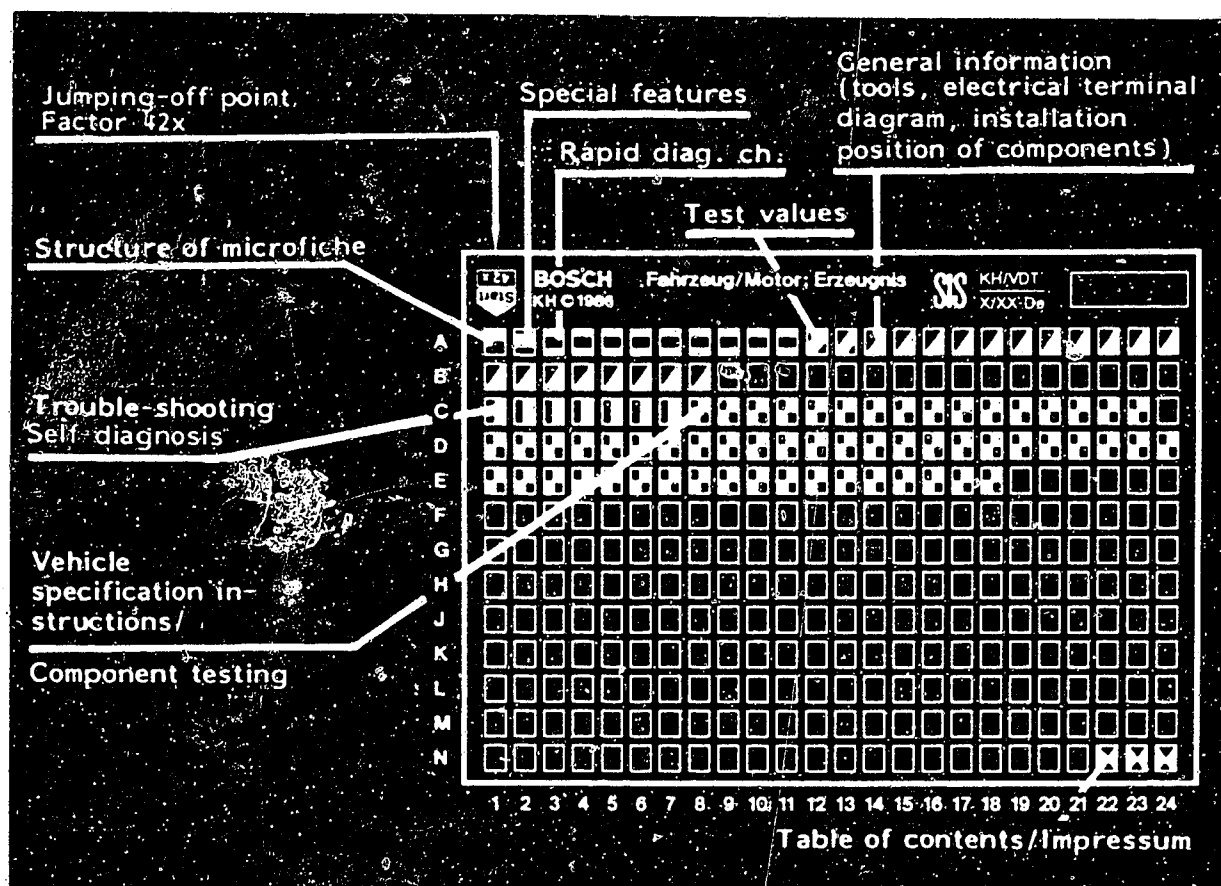 Jumping-off point
Factor 42x
Special features
Rapid diag. ch.
General information
(tools, electrical terminal
diagram, installation
position of components)
Test values
Structure of microfiche
Start
42x
BOSCH
KH © 1986
Fahrzeug/Motor; Erzeugnis
SIS
KH/VDT
X/XX-De
A
B
C
D
E
F
G
H
J
K
L
M
N
Trouble-shooting
Self diagnosis
Vehicle
specification in-
structions/
Component testing
1 2 3 4 5 6 7 8 9 10 11 12 13 14 15 16 17 18 19 20 21 22 23 24
Table of contents/Impressum